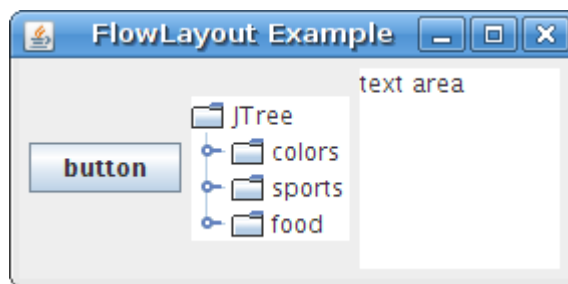 FlowLayout Example
button
JTree
colors
sports
food
text area